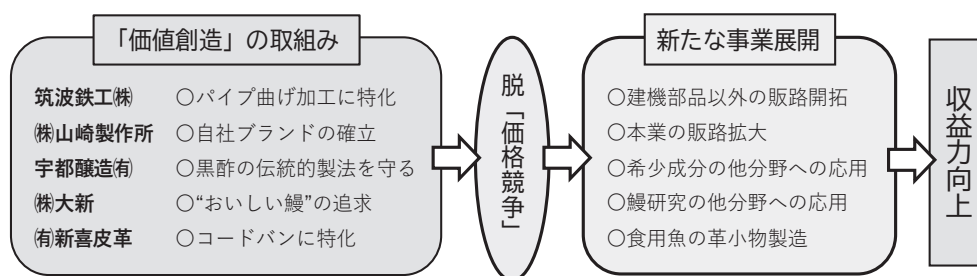 「価値創造」の取組み
筑波鉄工㈱ ○パイプ曲げ加工に特化
㈱山崎製作所 ○自社ブランドの確立
宇都醸造㈲ ○黒酢の伝統的製法を守る
㈱大新 ○“おいしい鰻”の追求
㈲新喜皮革 ○コードバンに特化
脱「価格競争」
新たな事業展開
○建機部品以外の販路開拓
○本業の販路拡大
○希少成分の他分野への応用
○鰻研究の他分野への応用
○食用魚の革小物製造
収益力向上